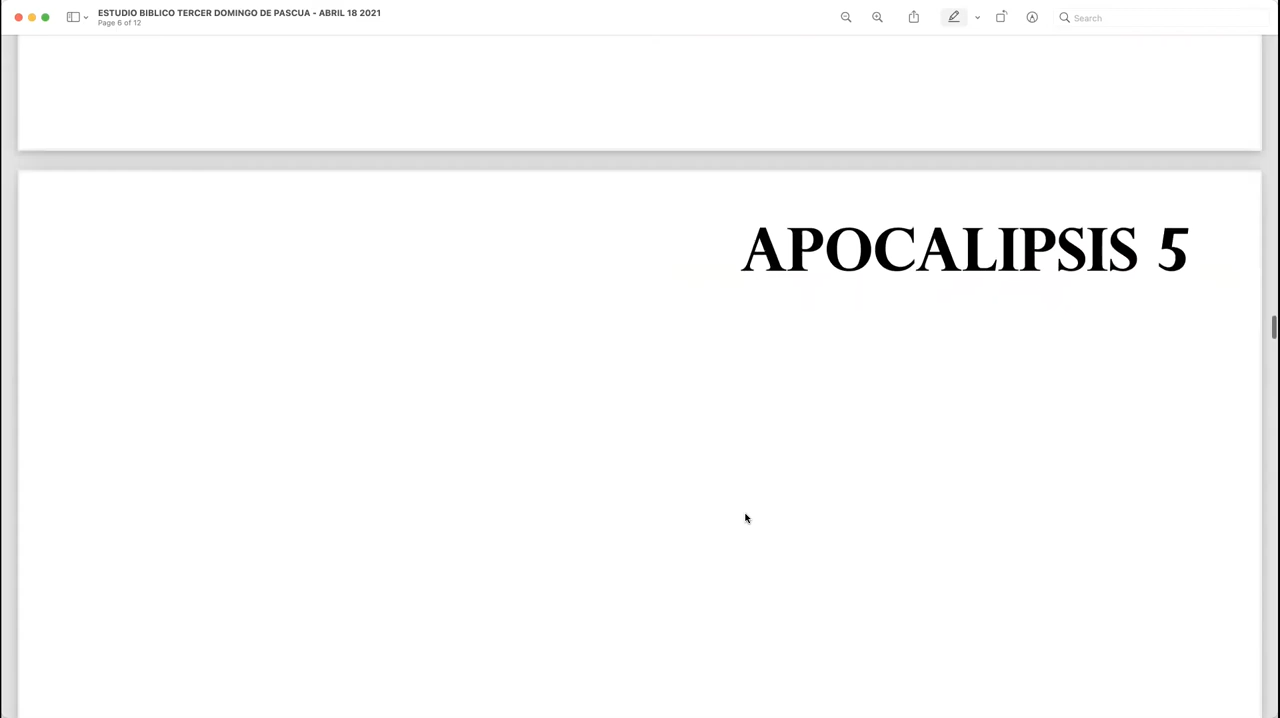 ESTUDIO BIBLICO TERCER DOMINGO DE PASCUA - ABRIL 18 2021
Page 6 of 12
Search
APOCALIPSIS 5